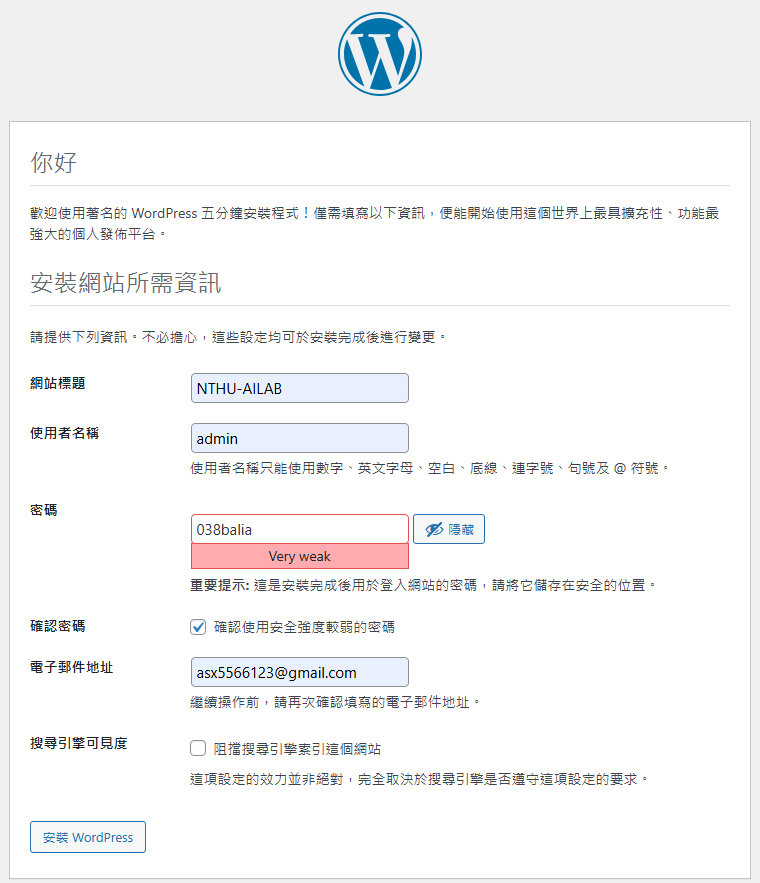 你好
歡迎使用著名的 WordPress 五分鐘安裝程式！僅需填寫以下資訊，便能開始使用這個世界上最具擴充性、功能最
強大的個人發佈平台。
安裝網站所需資訊
請提供下列資訊。不必擔心，這些設定均可於安裝完成後進行變更。
網站標題
NTHU-AILAB
使用者名稱
admin
使用者名稱只能使用數字、英文字母、空白、底線、連字號、句號及 @ 符號。
密碼
038balia
隱藏
Very weak
重要提示: 這是安裝完成後用於登入網站的密碼，請將它儲存在安全的位置。
確認密碼
確認使用安全強度較弱的密碼
電子郵件地址
asx5566123@gmail.com
繼續操作前，請再次確認填寫的電子郵件地址。
搜尋引擎可見度
阻擋搜尋引擎索引這個網站
這項設定的效力並非絕對，完全取決於搜尋引擎是否遵守這項設定的要求。
安裝 WordPress